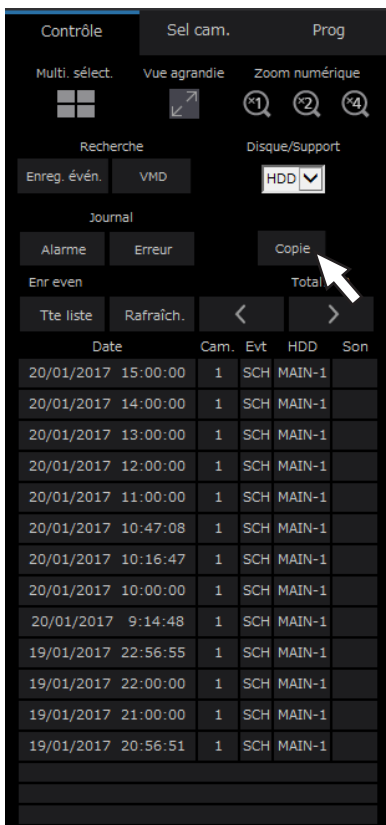 Contrôle Sel cam. Prog
Multi. sélect. Vue agrandie Zoom numérique
x1 x2 x4
Recherche Disque/Support
Enreg. évén. VMD HDD
Journal
Alarme Erreur Copie
Enr even Total
Tte liste Rafraîch. < >
Date Cam. Evt HDD Son
20/01/2017 15:00:00 1 SCH MAIN-1
20/01/2017 14:00:00 1 SCH MAIN-1
20/01/2017 13:00:00 1 SCH MAIN-1
20/01/2017 12:00:00 1 SCH MAIN-1
20/01/2017 11:00:00 1 SCH MAIN-1
20/01/2017 10:47:08 1 SCH MAIN-1
20/01/2017 10:16:47 1 SCH MAIN-1
20/01/2017 10:00:00 1 SCH MAIN-1
20/01/2017 9:14:48 1 SCH MAIN-1
19/01/2017 22:56:55 1 SCH MAIN-1
19/01/2017 22:00:00 1 SCH MAIN-1
19/01/2017 21:00:00 1 SCH MAIN-1
19/01/2017 20:56:51 1 SCH MAIN-1